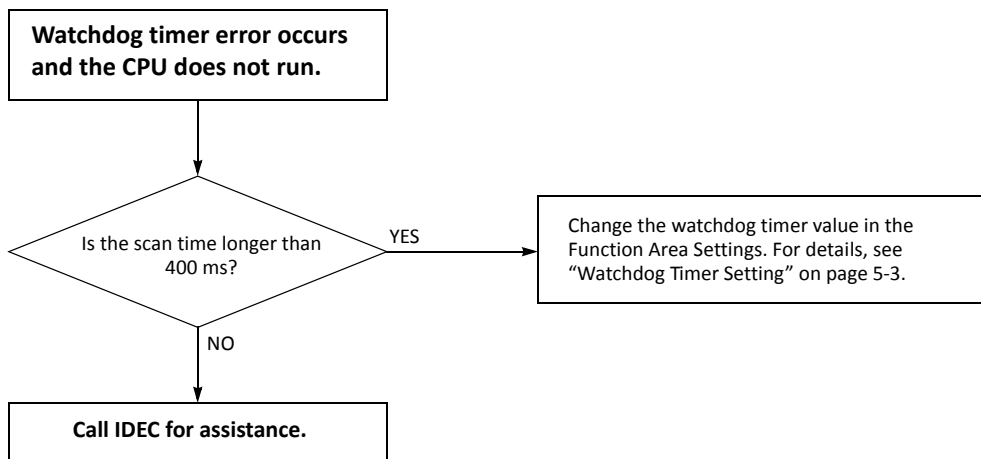 Watchdog timer error occurs
and the CPU does not run.
Is the scan time longer than
400 ms?
YES
Change the watchdog timer value in the
Function Area Settings. For details, see
“Watchdog Timer Setting” on page 5-3.
NO
Call IDEC for assistance.